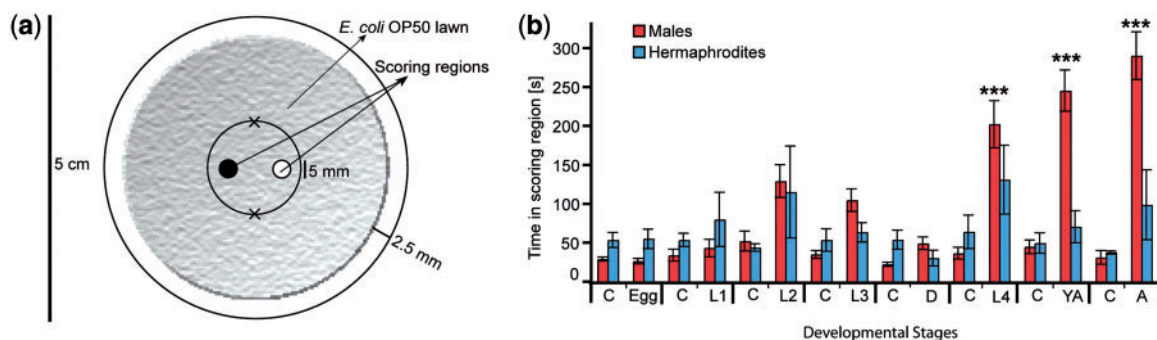 (a)
E. coli OP50 lawn
Scoring regions
5 cm
5 mm
2.5 mm
(b)
Males
Hermaphrodites
Time in scoring region [s]
300
250
200
150
100
50
0
***
***
***
C Egg C L1 C L2 C L3 C D C L4 C YA C A
Developmental Stages